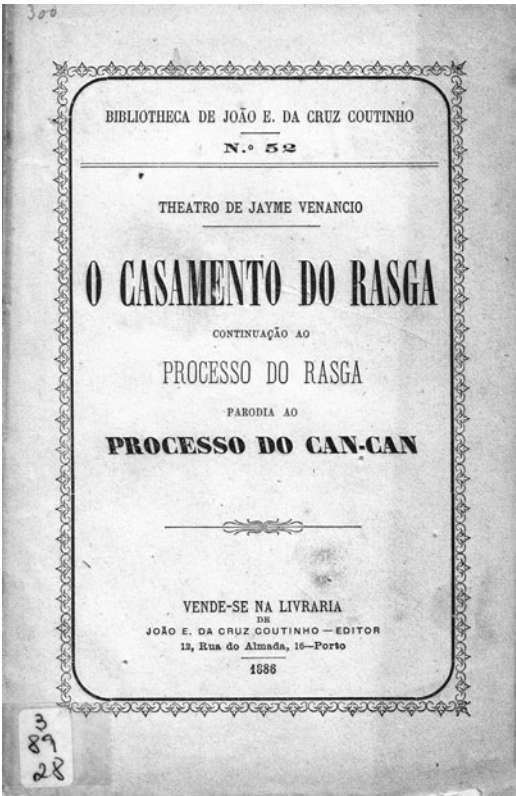 300
BIBLIOTHECA DE JOÃO E. DA CRUZ COUTINHO
N.º 52
THEATRO DE JAYME VENANCIO
O CASAMENTO DO RASGA
CONTINUAÇÃO AO
PROCESSO DO RASGA
PARODIA AO
PROCESSO DO CAN-CAN
VENDE-SE NA LIVRARIA
DE
JOÃO E. DA CRUZ COUTINHO—EDITOR
12, Rua do Almada, 16—Porto
1886
3
89
28